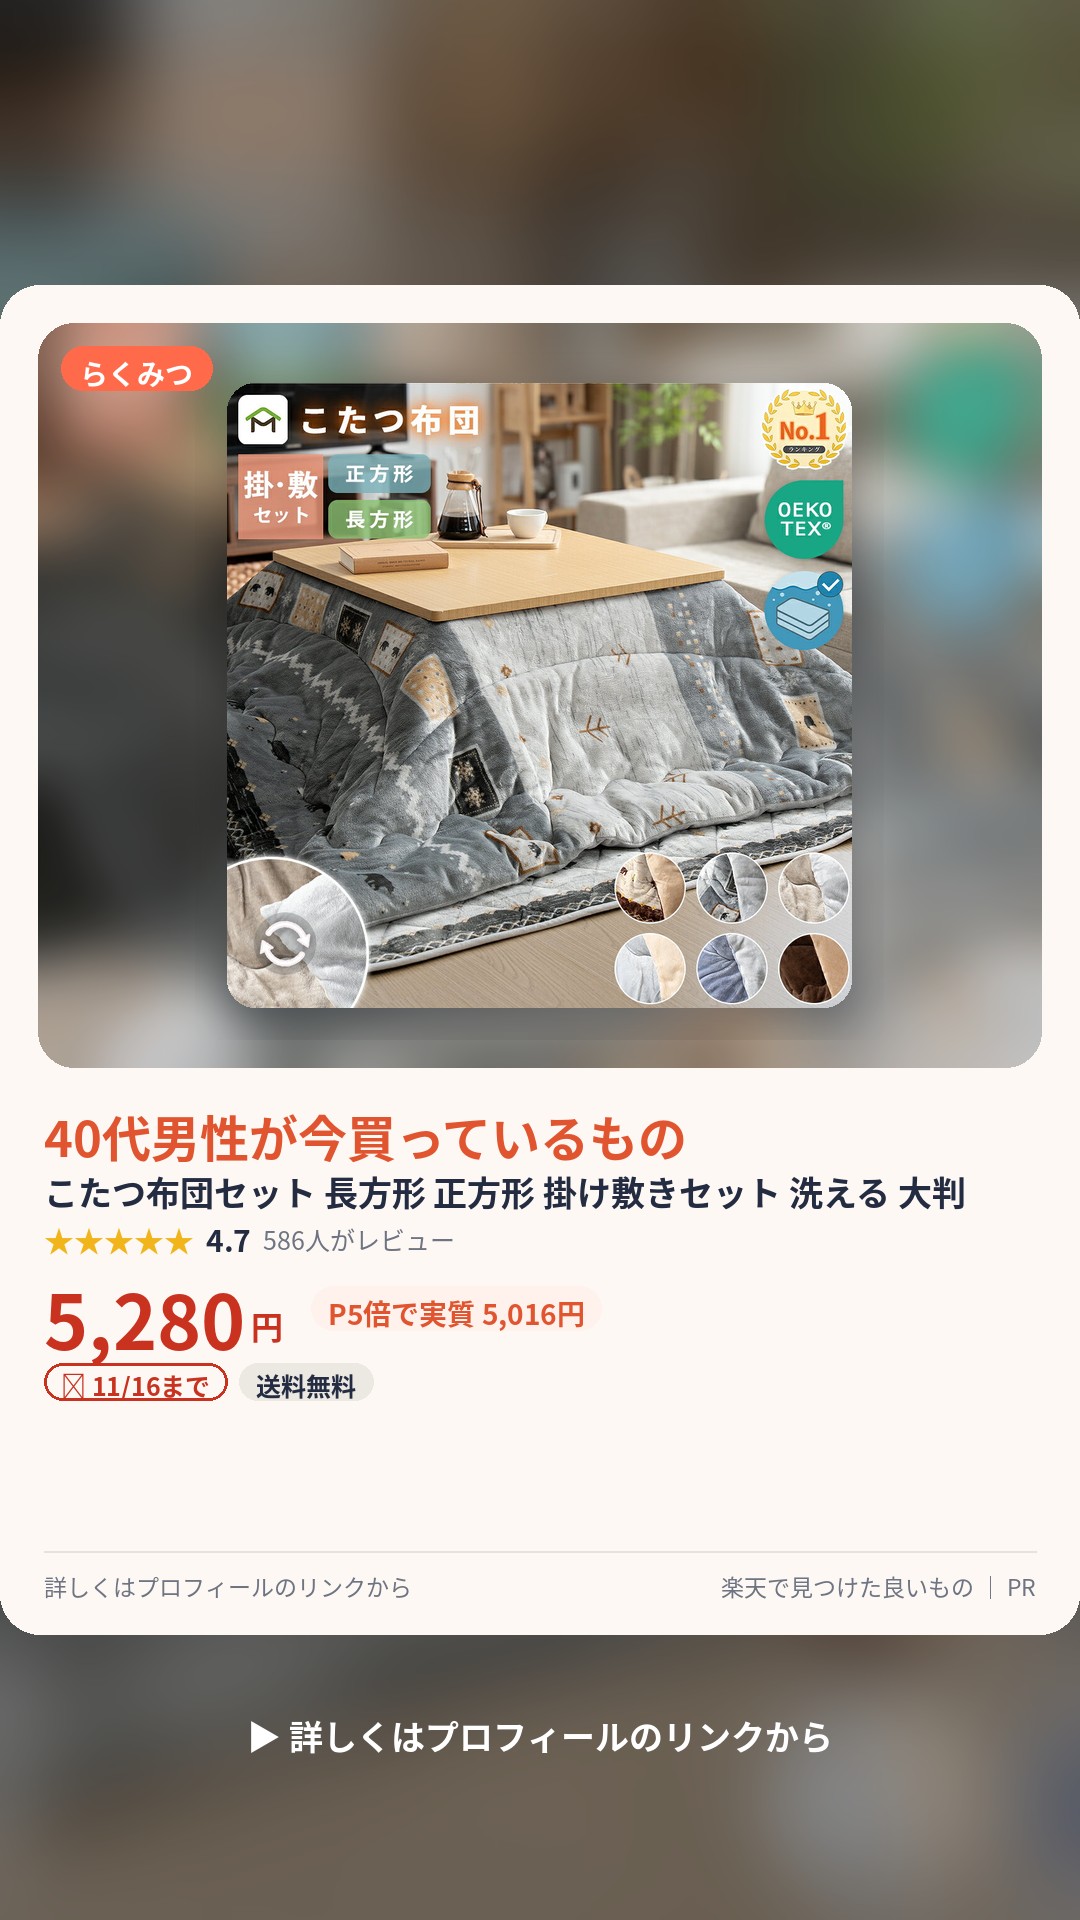 らくみつ
こたつ布団
掛・敷
セット
正方形
長方形
No.1
ランキング
OEKO
TEX®
40代男性が今買っているもの
こたつ布団セット 長方形 正方形 掛け敷きセット 洗える 大判
★★★★★ 4.7 586人がレビュー
5,280円
P5倍で実質 5,016円
11/16まで
送料無料
詳しくはプロフィールのリンクから
楽天で見つけた良いもの ｜ PR
▶ 詳しくはプロフィールのリンクから